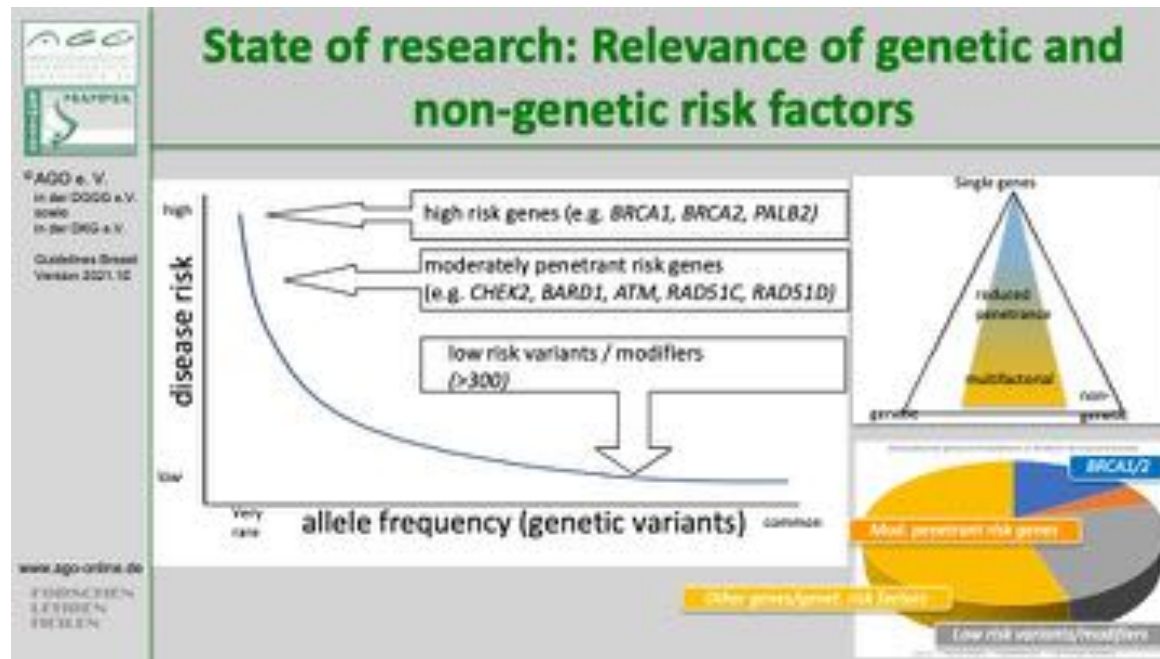 State of research: Relevance of genetic and
non-genetic risk factors
©AGO e. V.
in der DGGG e.V.
sowie
in der DKG e.V.
Guidelines Breast
Version 2021.1E
www.ago-online.de
FORSCHEN
LEHREN
HEILEN
high
disease risk
low
Very
rare
allele frequency (genetic variants)
common
high risk genes (e.g. BRCA1, BRCA2, PALB2)
moderately penetrant risk genes
(e.g. CHEK2, BARD1, ATM, RAD51C, RAD51D)
low risk variants / modifiers
(>300)
Single genes
reduced
penetrance
multifactorial
genetic
non-
genetic
BRCA1/2
Mod. penetrant risk genes
Other genes/genet. risk factors
Low risk variants/modifiers